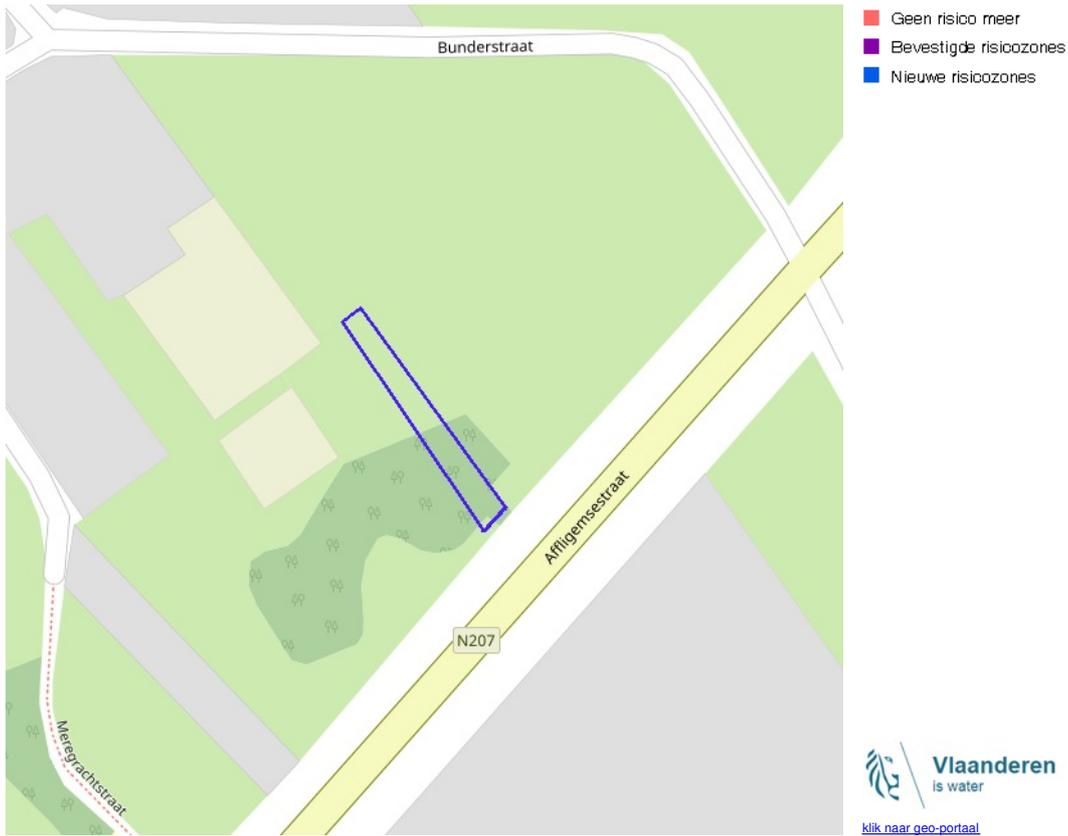 Bunderstraat
Affligemsestraat
N207
Meregrachtstraat
Geen risico meer
Bevestigde risicozones
Nieuwe risicozones
Vlaanderen
is water
klik naar geo-portaal